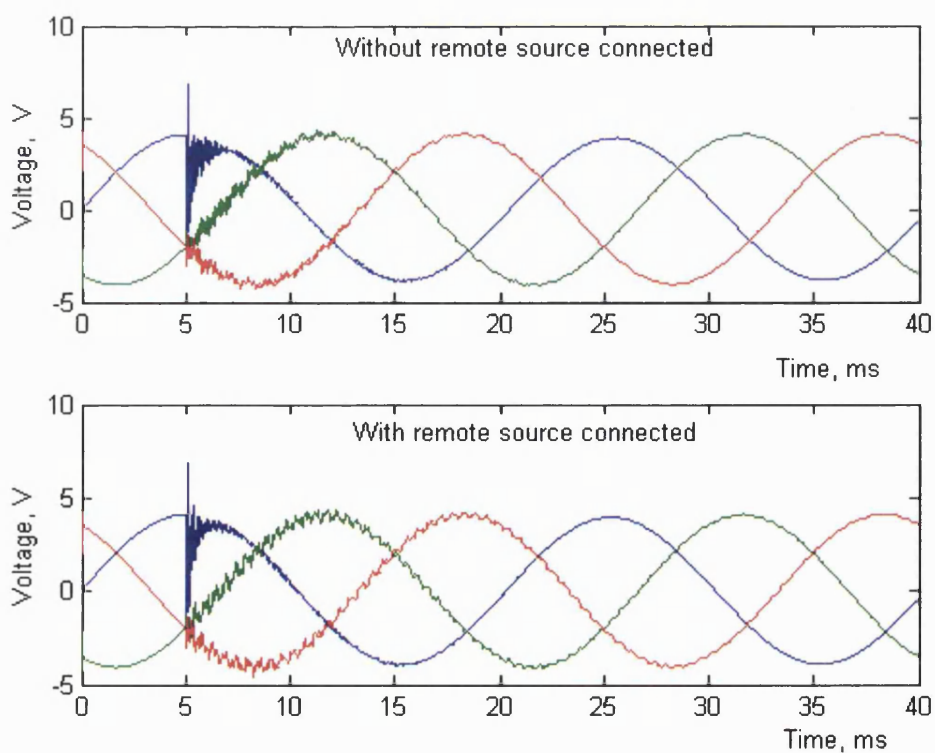 Without remote source connected
Voltage, V
10
5
0
-5
0 5 10 15 20 25 30 35 40
Time, ms
With remote source connected
Voltage, V
10
5
0
-5
0 5 10 15 20 25 30 35 40
Time, ms